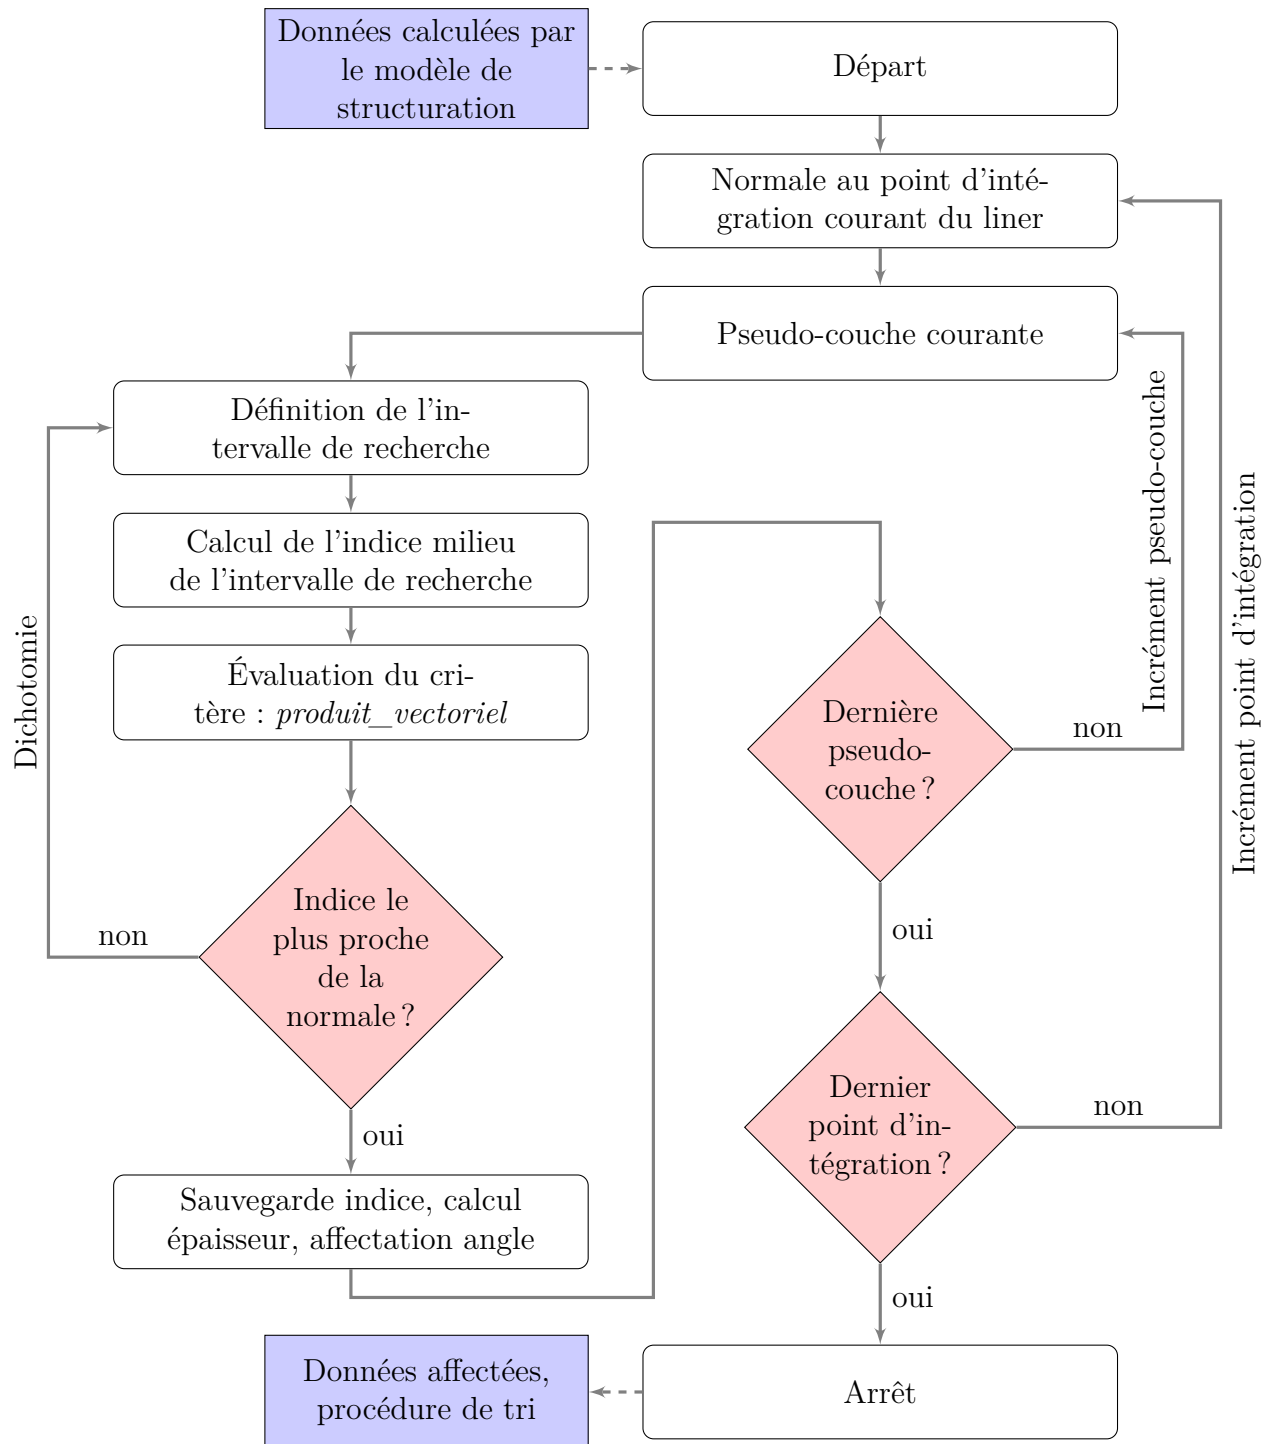 Données calculées par
le modèle de
structuration
Départ
Normale au point d'inté-
gration courant du liner
Pseudo-couche courante
Définition de l'in-
tervalle de recherche
Calcul de l'indice milieu
de l'intervalle de recherche
Évaluation du cri-
tère : produit_vectoriel
Dichotomie
Indice le
plus proche
de la
normale ?
non
oui
Sauvegarde indice, calcul
épaisseur, affectation angle
Dernière
pseudo-
couche ?
non
Incrément pseudo-couche
oui
Dernier
point d'in-
tégration ?
non
Incrément point d'intégration
oui
Arrêt
Données affectées,
procédure de tri